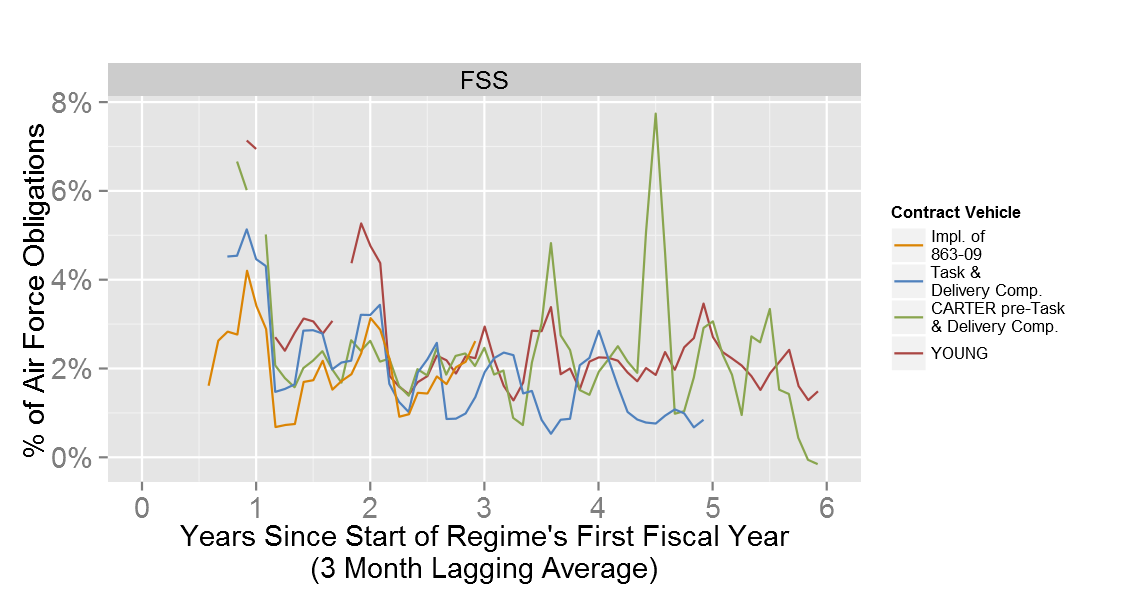 FSS
8%
6%
4%
2%
0%
% of Air Force Obligations
0 1 2 3 4 5 6
Years Since Start of Regime's First Fiscal Year
(3 Month Lagging Average)
Contract Vehicle
Impl. of
863-09
Task &
Delivery Comp.
CARTER pre-Task
& Delivery Comp.
YOUNG